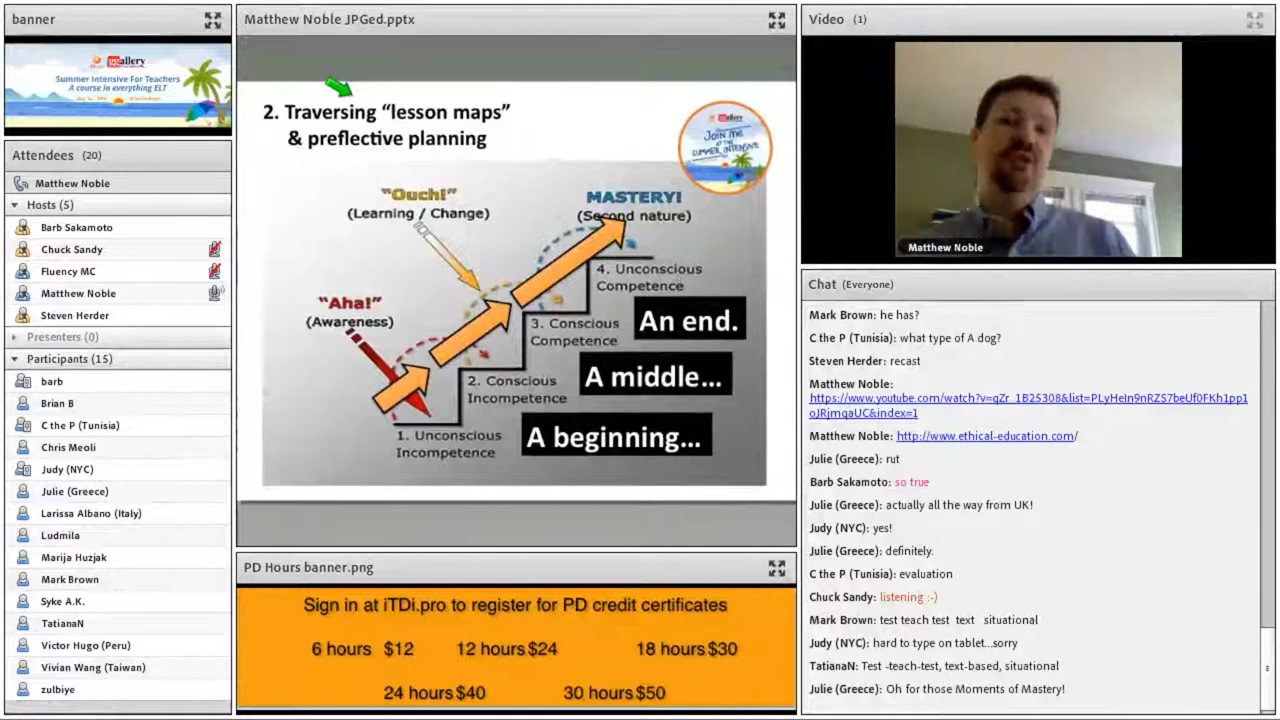 banner
allery
Summer Intensive For Teachers
A course in everything ELT
Attendees (20)
Matthew Noble
Hosts (5)
Barb Sakamoto
Chuck Sandy
Fluency MC
Matthew Noble
Steven Herder
Presenters (0)
Participants (15)
barb
Brian B
C the P (Tunisia)
Chris Meoli
Judy (NYC)
Julie (Greece)
Larissa Albano (Italy)
Ludmila
Marija Huzjak
Mark Brown
Syke A.K.
TatianaN
Victor Hugo (Peru)
Vivian Wang (Taiwan)
zulbiye
Matthew Noble JPGed.pptx
2. Traversing “lesson maps”
& preflective planning
allery
JOIN ME
AT THE
SUMMER INTENSIVE
"Ouch!"
(Learning / Change)
MASTERY!
(Second nature)
"Aha!"
(Awareness)
4. Unconscious
Competence
An end.
3. Conscious
Competence
A middle...
2. Conscious
Incompetence
A beginning...
1. Unconscious
Incompetence
PD Hours banner.png
Sign in at iTDi.pro to register for PD credit certificates
6 hours $12 12 hours $24 18 hours $30
24 hours $40 30 hours $50
Video (1)
Matthew Noble
Chat (Everyone)
Mark Brown: he has?
C the P (Tunisia): what type of A dog?
Steven Herder: recast
Matthew Noble:
https://www.youtube.com/watch?v=qZr_1B25308&list=PLyHeIn9nRZS7beUf0FKh1pp1
oJRjmqaUC&index=1
Matthew Noble: http://www.ethical-education.com/
Julie (Greece): rut
Barb Sakamoto: so true
Julie (Greece): actually all the way from UK!
Judy (NYC): yes!
Julie (Greece): definitely.
C the P (Tunisia): evaluation
Chuck Sandy: listening :-)
Mark Brown: test teach test text situational
Judy (NYC): hard to type on tablet...sorry
TatianaN: Test -teach-test, text-based, situational
Julie (Greece): Oh for those Moments of Mastery!